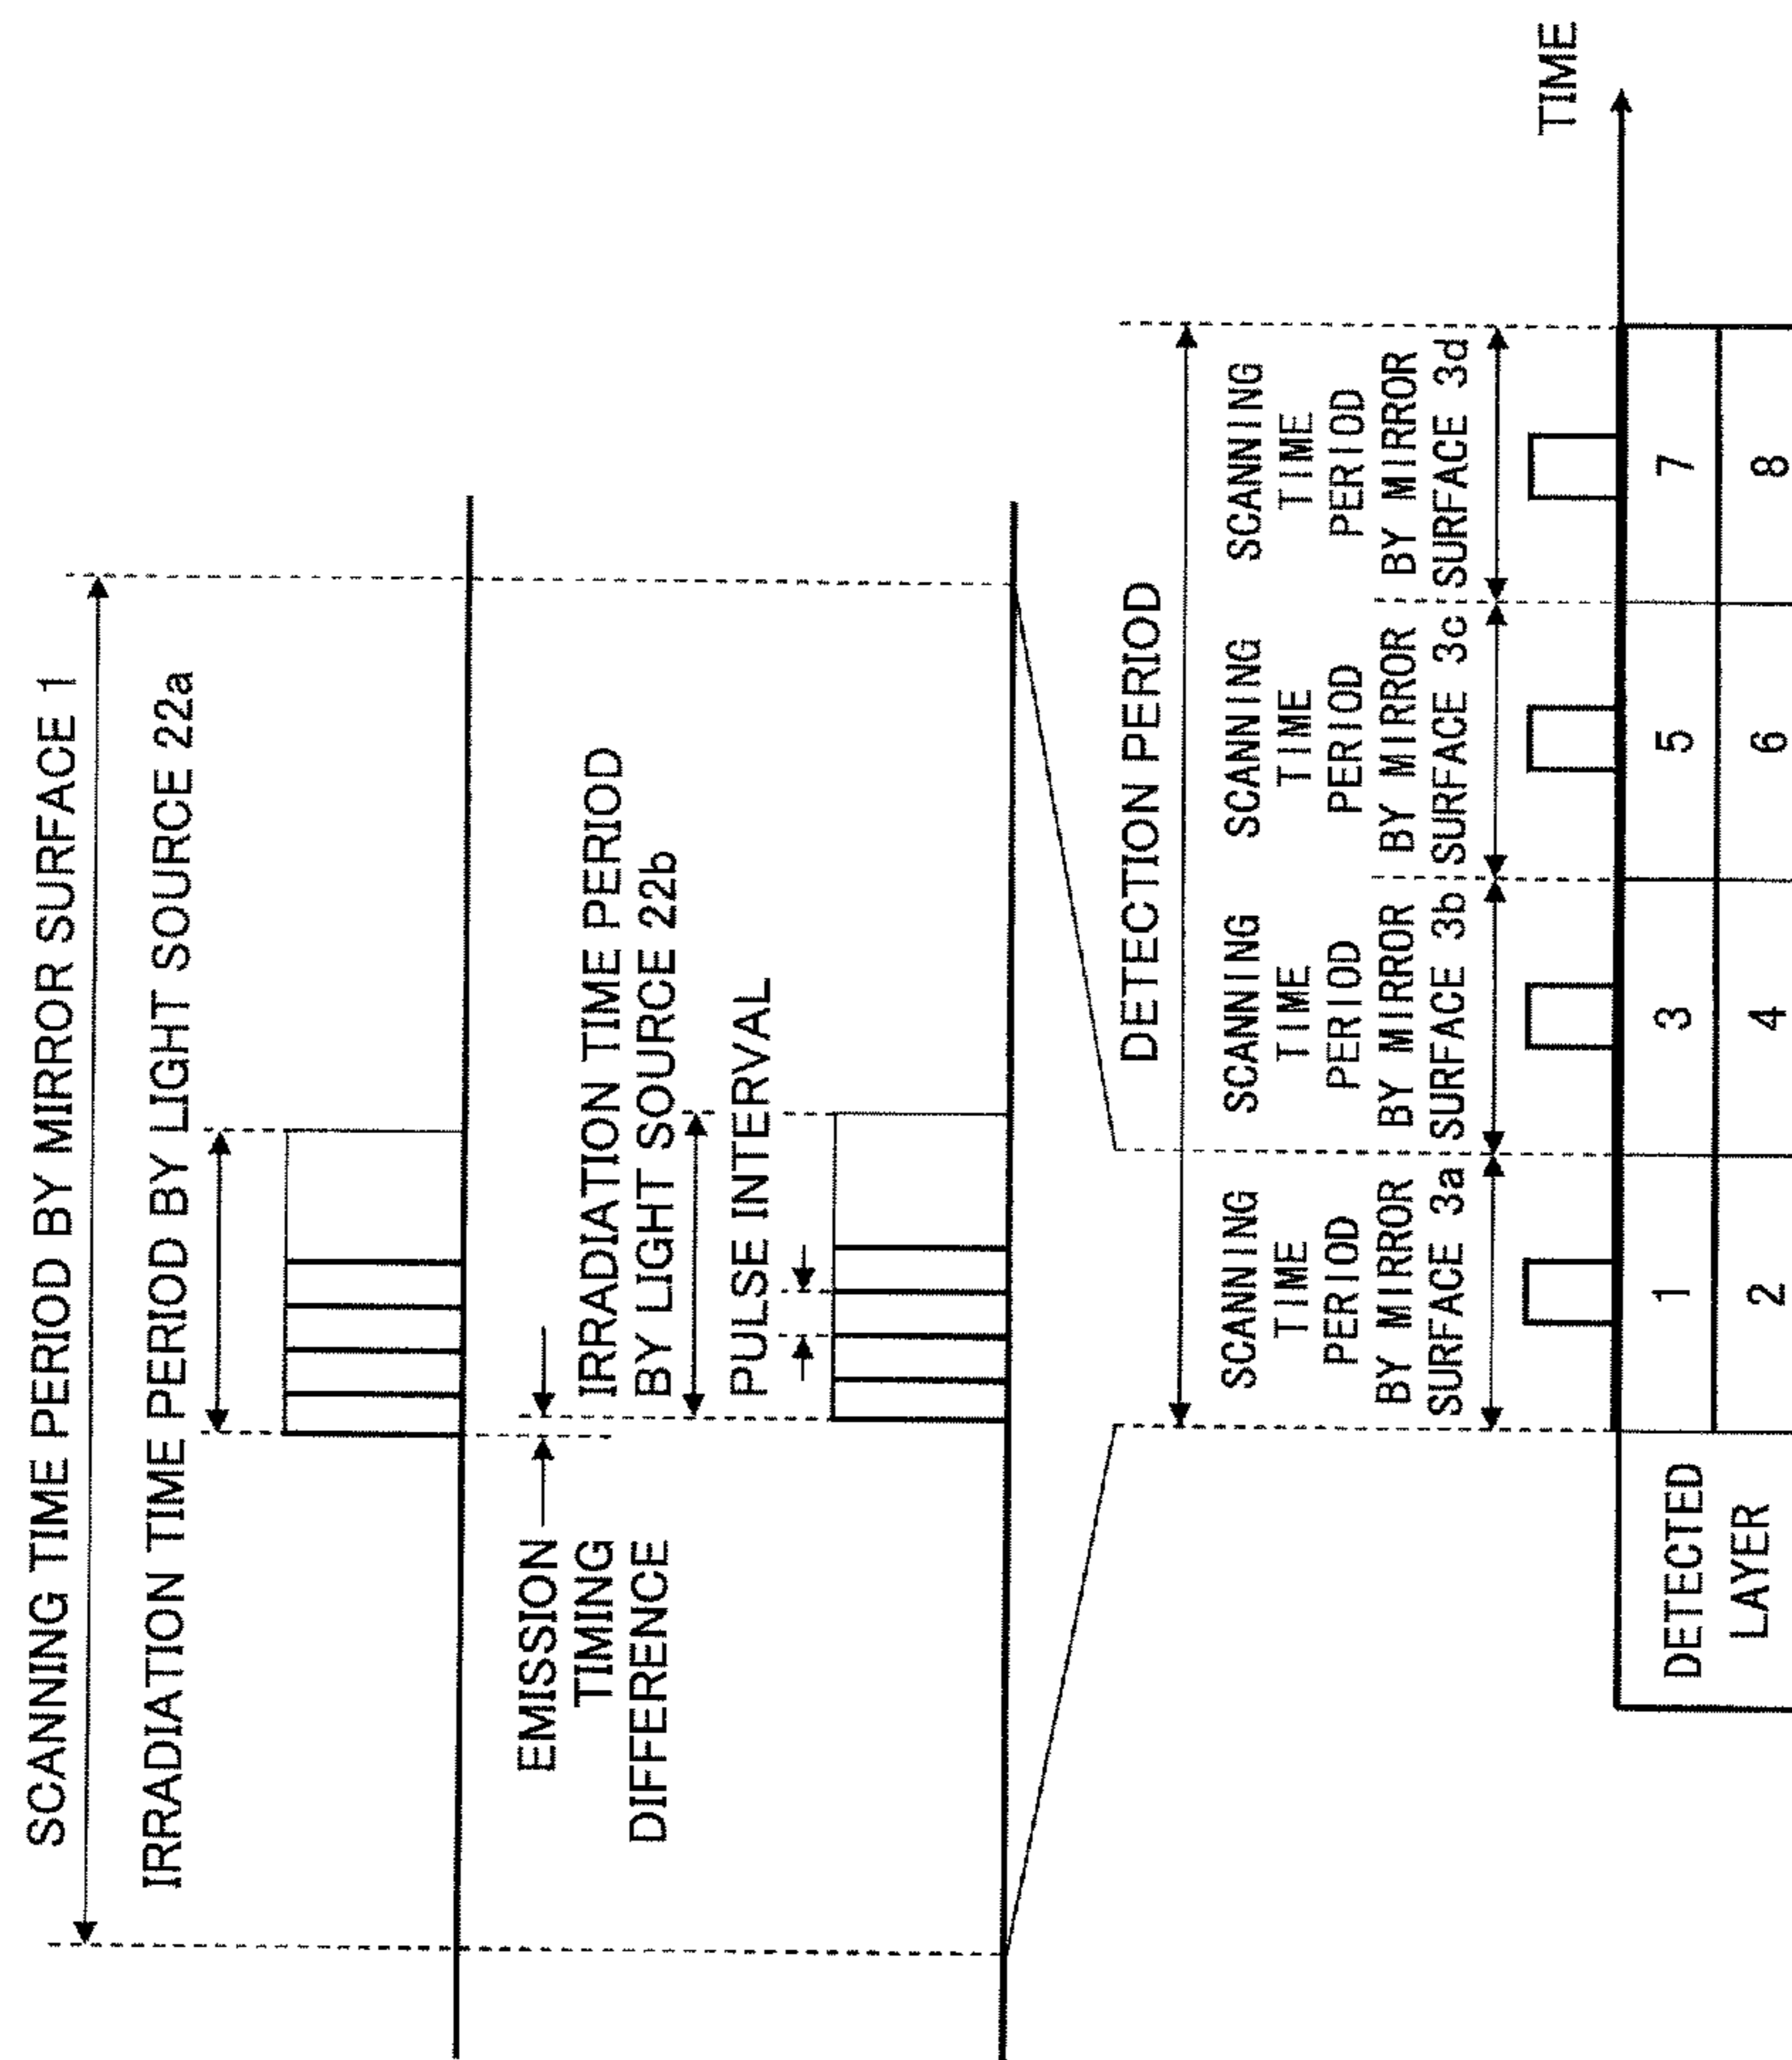 SCANNING TIME PERIOD BY MIRROR SURFACE 1
IRRADIATION TIME PERIOD BY LIGHT SOURCE 22a
EMISSION
TIMING
DIFFERENCE
IRRADIATION TIME PERIOD
BY LIGHT SOURCE 22b
PULSE INTERVAL
DETECTION PERIOD
SCANNING
TIME
PERIOD
BY MIRROR
SURFACE 3a
SCANNING
TIME
PERIOD
BY MIRROR
SURFACE 3b
SCANNING
TIME
PERIOD
BY MIRROR
SURFACE 3c
SCANNING
TIME
PERIOD
BY MIRROR
SURFACE 3d
TIME
DETECTED
LAYER
1 3 5 7
2 4 6 8